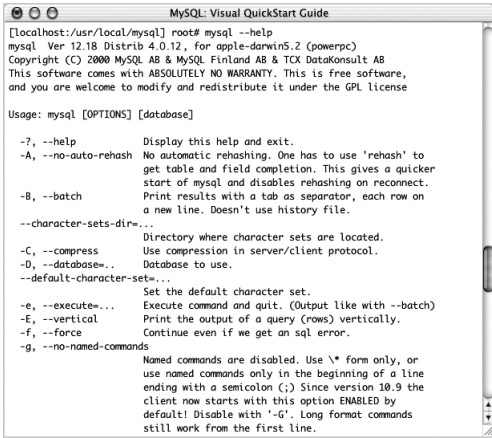 MySQL: Visual QuickStart Guide
[localhost:/usr/local/mysql] root# mysql --help
mysql  Ver 12.18 Distrib 4.0.12, for apple-darwin5.2 (powerpc)
Copyright (C) 2000 MySQL AB & MySQL Finland AB & TCX DataKonsult AB
This software comes with ABSOLUTELY NO WARRANTY. This is free software,
and you are welcome to modify and redistribute it under the GPL license
Usage: mysql [OPTIONS] [database]
-?, --help          Display this help and exit.
-A, --no-auto-rehash  No automatic rehashing. One has to use 'rehash' to
get table and field completion. This gives a quicker
start of mysql and disables rehashing on reconnect.
-B, --batch         Print results with a tab as separator, each row on
a new line. Doesn't use history file.
--character-sets-dir=...
Directory where character sets are located.
-C, --compress      Use compression in server/client protocol.
-D, --database=..   Database to use.
--default-character-set=...
Set the default character set.
-e, --execute=...   Execute command and quit. (Output like with --batch)
-E, --vertical      Print the output of a query (rows) vertically.
-f, --force         Continue even if we get an sql error.
-g, --no-named-commands
Named commands are disabled. Use \* form only, or
use named commands only in the beginning of a line
ending with a semicolon (;) Since version 10.9 the
client now starts with this option ENABLED by
default! Disable with '-G'. Long format commands
still work from the first line.